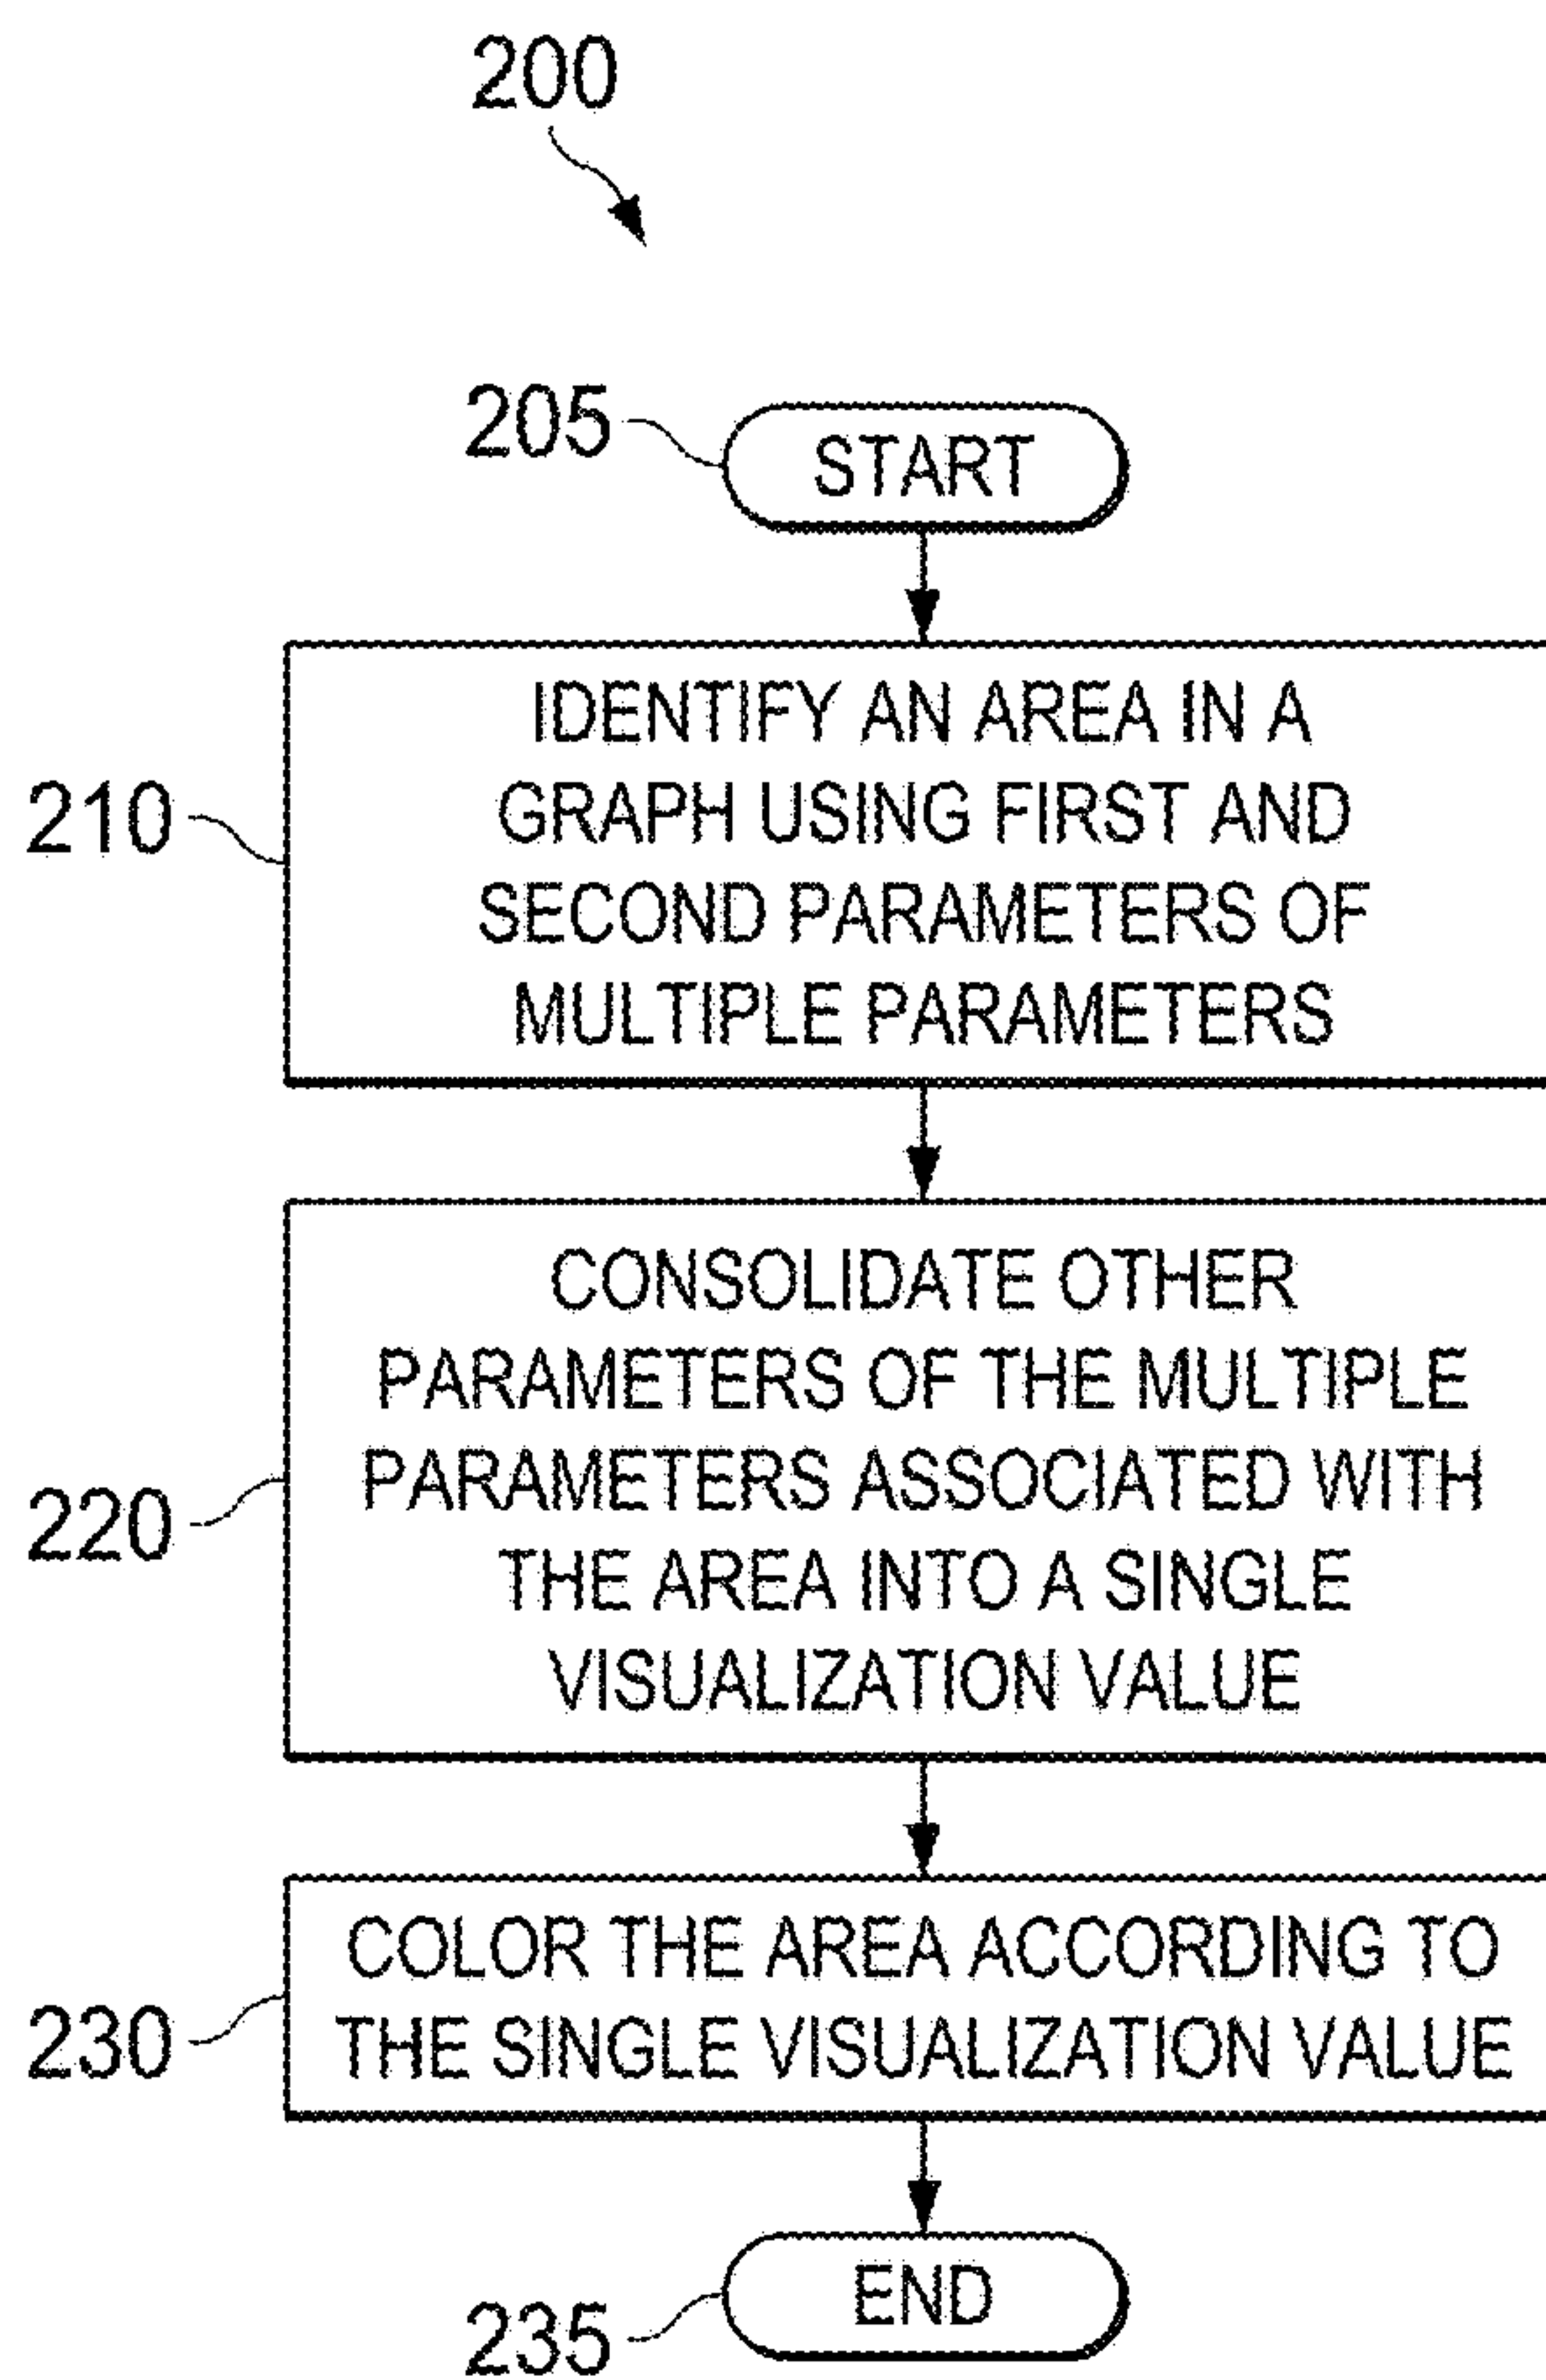 200
205
START
210
IDENTIFY AN AREA IN A
GRAPH USING FIRST AND
SECOND PARAMETERS OF
MULTIPLE PARAMETERS
220
CONSOLIDATE OTHER
PARAMETERS OF THE MULTIPLE
PARAMETERS ASSOCIATED WITH
THE AREA INTO A SINGLE
VISUALIZATION VALUE
230
COLOR THE AREA ACCORDING TO
THE SINGLE VISUALIZATION VALUE
235
END